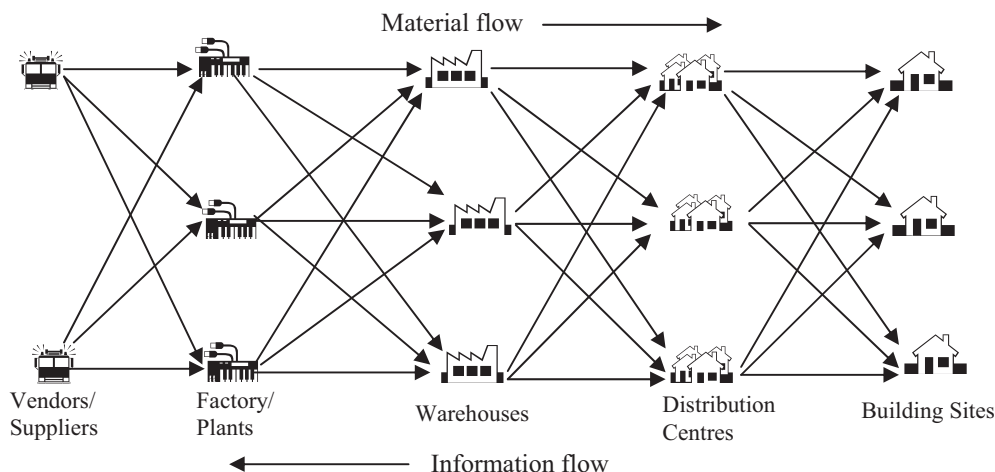 Material flow
Vendors/
Suppliers
Factory/
Plants
Warehouses
Distribution
Centres
Building Sites
Information flow